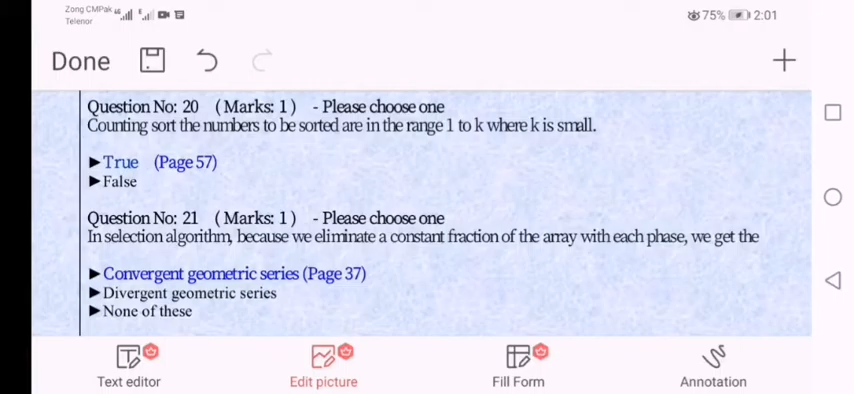 Zong CMPak
Telenor
75% 2:01
Done
Question No: 20 ( Marks: 1 ) - Please choose one
Counting sort the numbers to be sorted are in the range 1 to k where k is small.
►True (Page 57)
►False
Question No: 21 ( Marks: 1 ) - Please choose one
In selection algorithm, because we eliminate a constant fraction of the array with each phase, we get the
►Convergent geometric series (Page 37)
►Divergent geometric series
►None of these
Text editor
Edit picture
Fill Form
Annotation